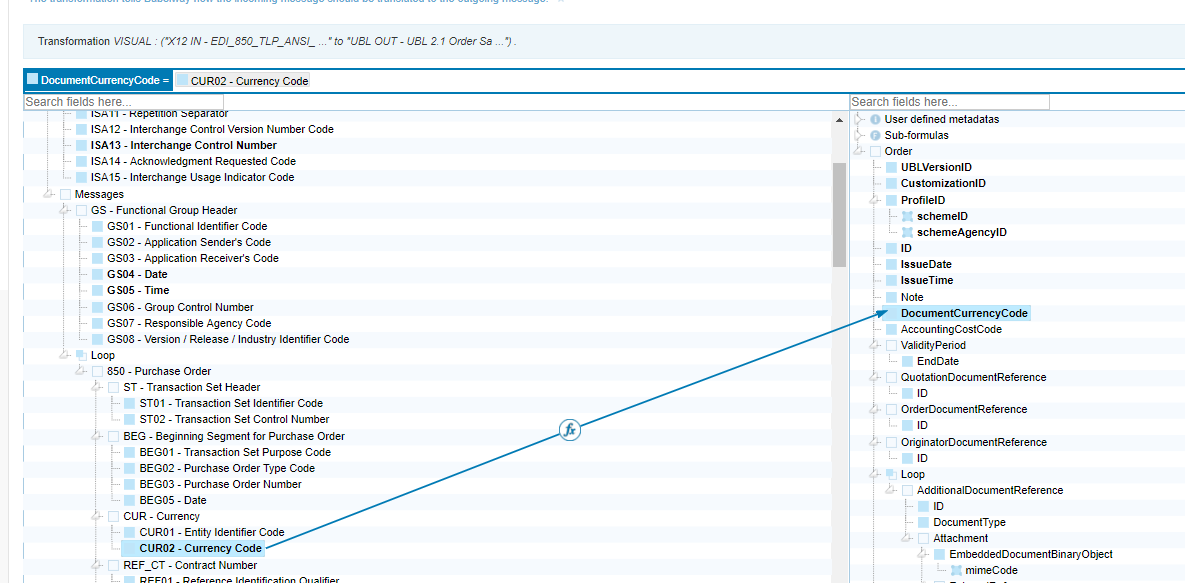 The transformation tells Babelway how the incoming message should be translated to the outgoing message.
Transformation VISUAL : ("X12 IN - EDI_850_TLP_ANSI_ ..." to "UBL OUT - UBL 2.1 Order Sa ...") .
DocumentCurrencyCode = CUR02 - Currency Code
Search fields here...
ISA11 - Repetition Separator
ISA12 - Interchange Control Version Number Code
ISA13 - Interchange Control Number
ISA14 - Acknowledgment Requested Code
ISA15 - Interchange Usage Indicator Code
Messages
GS - Functional Group Header
GS01 - Functional Identifier Code
GS02 - Application Sender's Code
GS03 - Application Receiver's Code
GS04 - Date
GS05 - Time
GS06 - Group Control Number
GS07 - Responsible Agency Code
GS08 - Version / Release / Industry Identifier Code
Loop
850 - Purchase Order
ST - Transaction Set Header
ST01 - Transaction Set Identifier Code
ST02 - Transaction Set Control Number
BEG - Beginning Segment for Purchase Order
BEG01 - Transaction Set Purpose Code
BEG02 - Purchase Order Type Code
BEG03 - Purchase Order Number
BEG05 - Date
CUR - Currency
CUR01 - Entity Identifier Code
CUR02 - Currency Code
REF_CT - Contract Number
REF01 - Reference Identification Qualifier
fx
Search fields here...
User defined metadatas
Sub-formulas
Order
UBLVersionID
CustomizationID
ProfileID
schemeID
schemeAgencyID
ID
IssueDate
IssueTime
Note
DocumentCurrencyCode
AccountingCostCode
ValidityPeriod
EndDate
QuotationDocumentReference
ID
OrderDocumentReference
ID
OriginatorDocumentReference
ID
Loop
AdditionalDocumentReference
ID
DocumentType
Attachment
EmbeddedDocumentBinaryObject
mimeCode